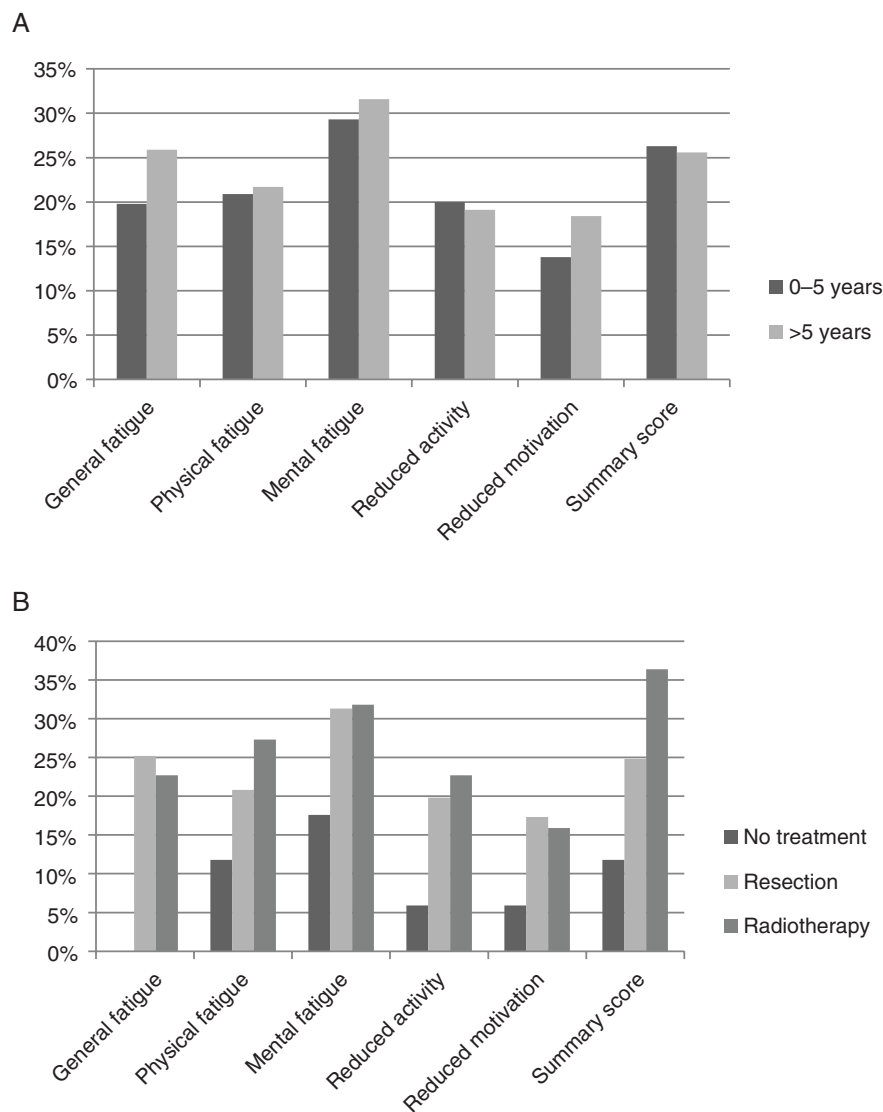 A
35%
30%
25%
20%
15%
10%
5%
0%
0–5 years
>5 years
General fatigue
Physical fatigue
Mental fatigue
Reduced activity
Reduced motivation
Summary score
B
40%
35%
30%
25%
20%
15%
10%
5%
0%
No treatment
Resection
Radiotherapy
General fatigue
Physical fatigue
Mental fatigue
Reduced activity
Reduced motivation
Summary score